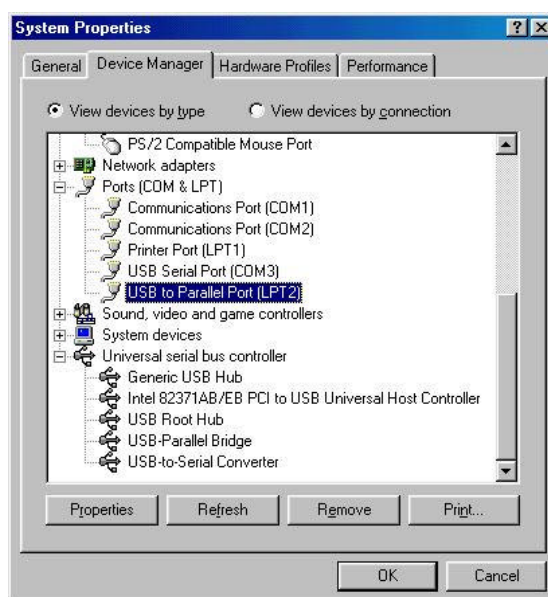 System Properties
General Device Manager Hardware Profiles Performance
View devices by type View devices by connection
PS/2 Compatible Mouse Port
Network adapters
Ports (COM & LPT)
Communications Port (COM1)
Communications Port (COM2)
Printer Port (LPT1)
USB Serial Port (COM3)
USB to Parallel Port (LPT2)
Sound, video and game controllers
System devices
Universal serial bus controller
Generic USB Hub
Intel 82371AB/EB PCI to USB Universal Host Controller
USB Root Hub
USB-Parallel Bridge
USB-to-Serial Converter
Properties Refresh Remove Print...
OK Cancel